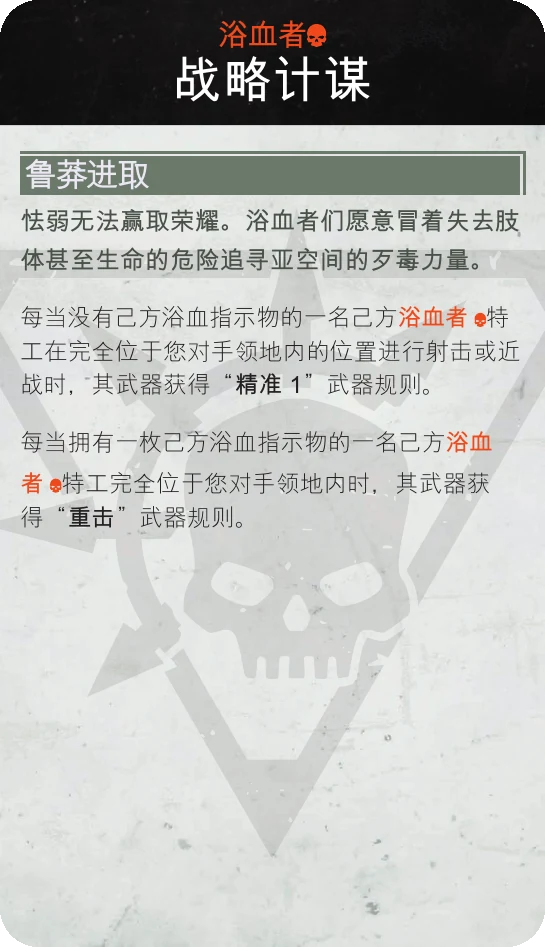 浴血者
战略计谋
鲁莽进取
怯弱无法赢取荣耀。浴血者们愿意冒着失去肢
体甚至生命的危险追寻亚空间的歹毒力量。
每当没有己方浴血指示物的一名己方浴血者 特
工在完全位于您对手领地内的位置进行射击或近
战时，其武器获得“精准 1”武器规则。
每当拥有一枚己方浴血指示物的一名己方浴血
者 特工完全位于您对手领地内时，其武器获
得“重击”武器规则。